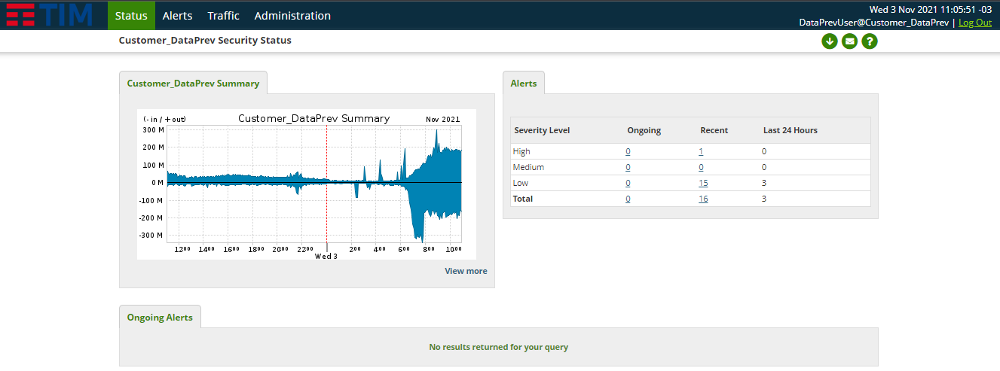 TIM
Status Alerts Traffic Administration
Wed 3 Nov 2021 11:05:51 -03
DataPrevUser@Customer_DataPrev | Log Out
Customer_DataPrev Security Status
?
Customer_DataPrev Summary
(- in / + out) Customer_DataPrev Summary Nov 2021
300 M
200 M
100 M
0 M
-100 M
-200 M
-300 M
1200 1400 1600 1800 2000 2200 200 400 600 800 1000
Wed 3
View more
Alerts
Severity Level Ongoing Recent Last 24 Hours
High 0 1 0
Medium 0 0 0
Low 0 15 3
Total 0 16 3
Ongoing Alerts
No results returned for your query